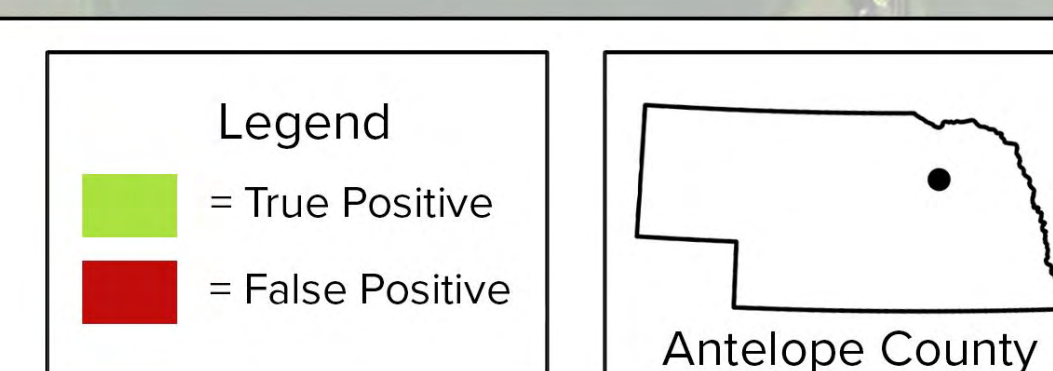 Legend
= True Positive
= False Positive
Antelope County